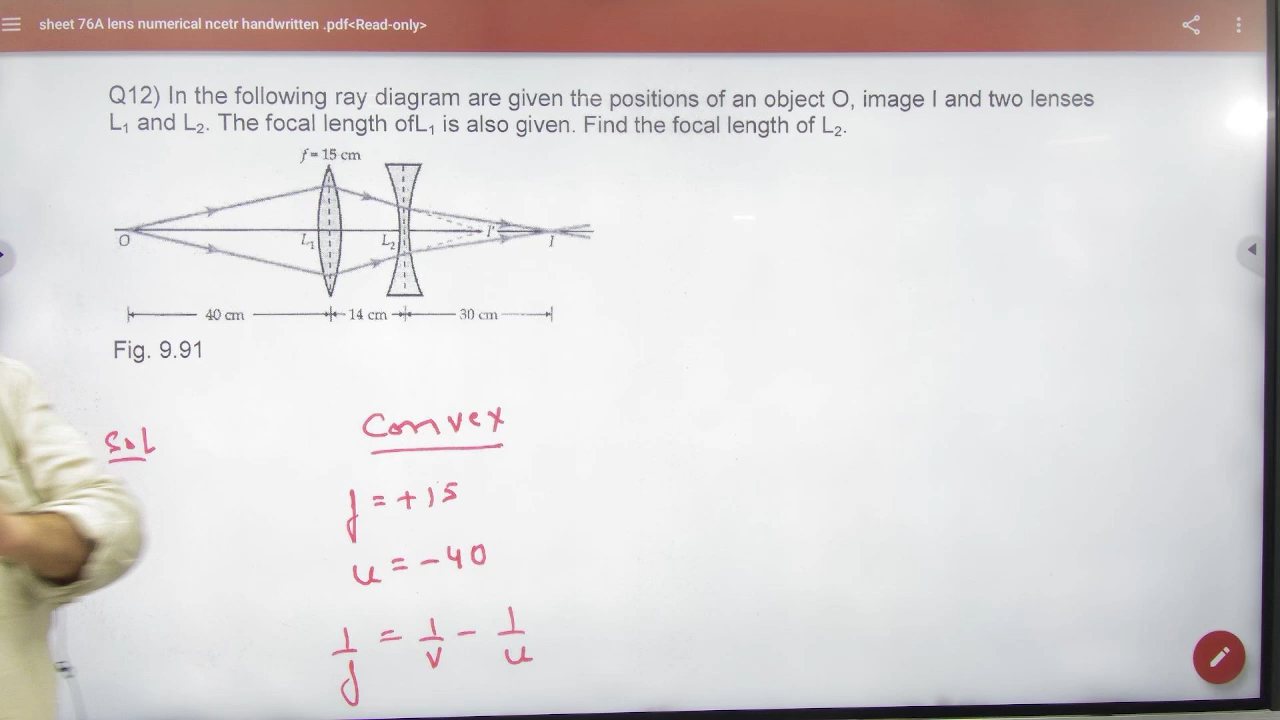 sheet 76A lens numerical ncetr handwritten .pdf<Read-only>
Q12) In the following ray diagram are given the positions of an object O, image I and two lenses
L₁ and L₂. The focal length ofL₁ is also given. Find the focal length of L₂.
f = 15 cm
O L₁ L₂ I' I
40 cm 14 cm 30 cm
Fig. 9.91
Sol Convex
f = +15
u = -40
1/f = 1/v - 1/u